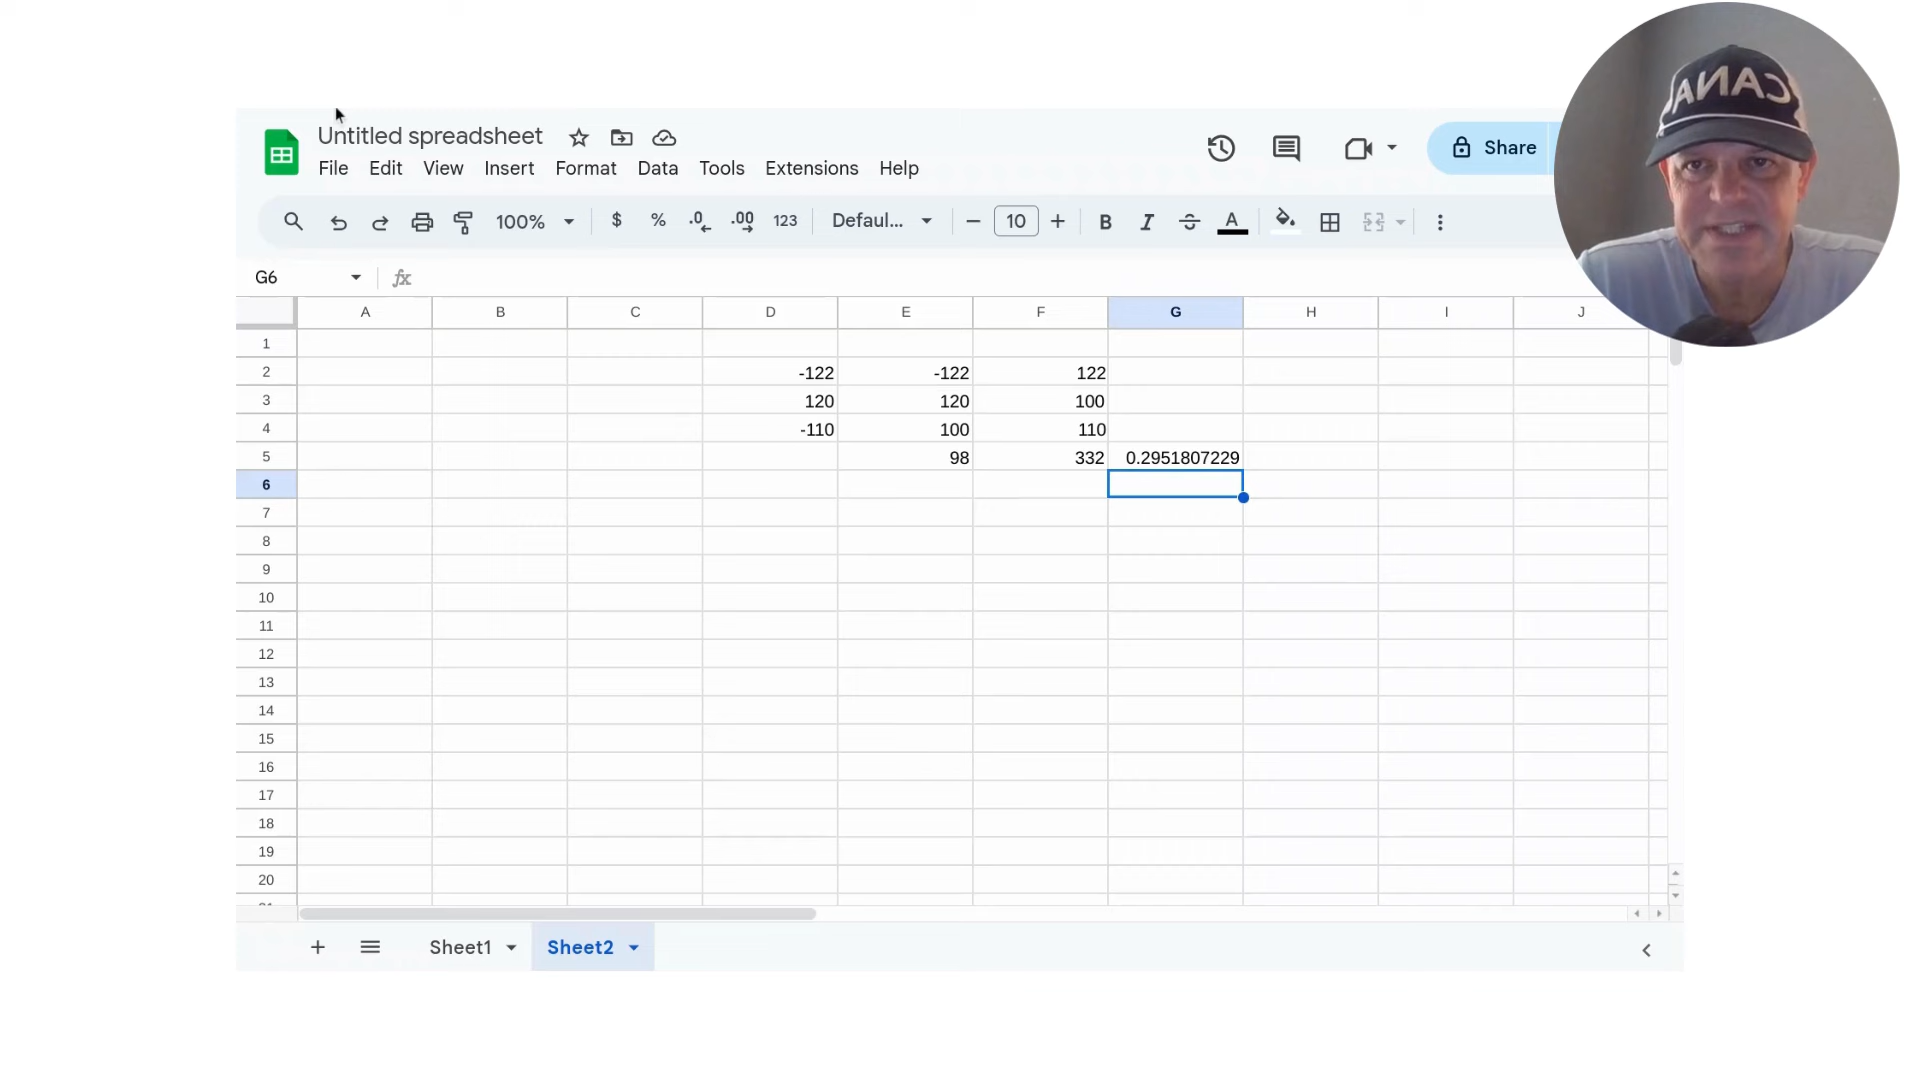 CANA
Untitled spreadsheet
File Edit View Insert Format Data Tools Extensions Help
Share
100% $ % .0 .00 123 Defaul... 10 B I A
G6 fx
A B C D E F G H I J
1
2 -122 -122 122
3 120 120 100
4 -110 100 110
5 98 332 0.2951807229
6
7
8
9
10
11
12
13
14
15
16
17
18
19
20
Sheet1 Sheet2